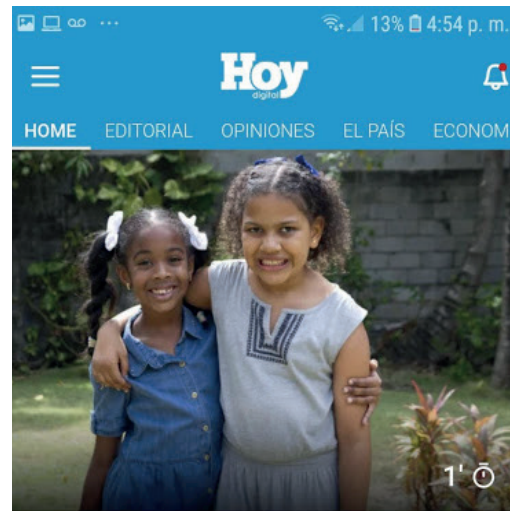 13% 4:54 p. m.
Hoy
digital
HOME EDITORIAL OPINIONES EL PAÍS ECONOM
1'